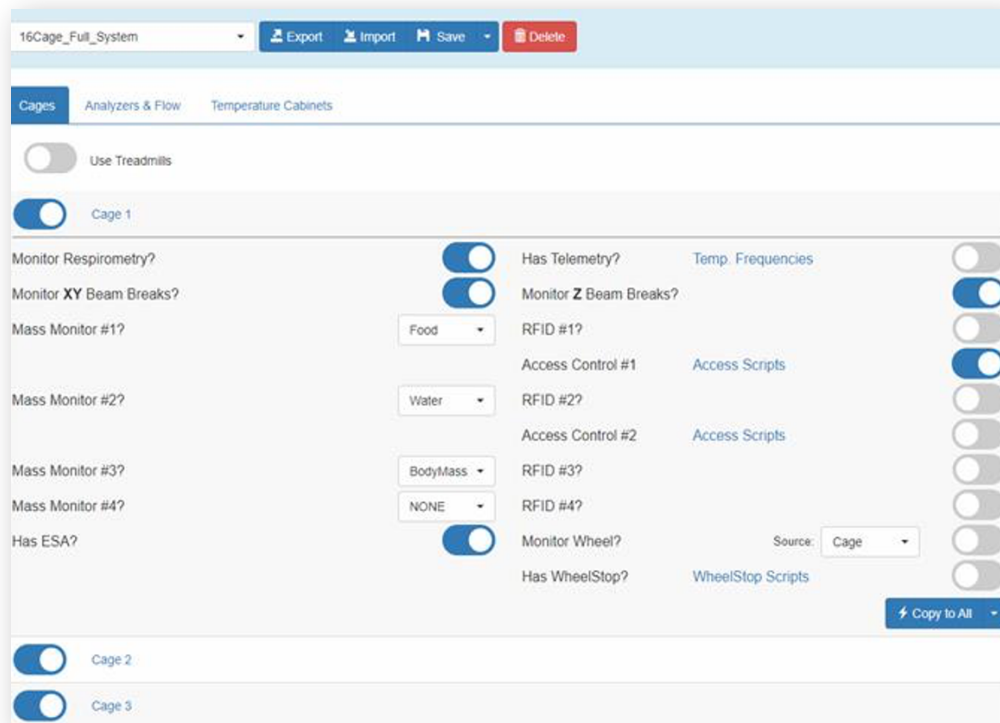 16Cage_Full_System Export Import Save Delete
Cages Analyzers & Flow Temperature Cabinets
Use Treadmills
Cage 1
Monitor Respirometry? Has Telemetry? Temp. Frequencies
Monitor XY Beam Breaks? Monitor Z Beam Breaks?
Mass Monitor #1? Food RFID #1?
Access Control #1 Access Scripts
Mass Monitor #2? Water RFID #2?
Access Control #2 Access Scripts
Mass Monitor #3? BodyMass RFID #3?
Mass Monitor #4? NONE RFID #4?
Has ESA? Monitor Wheel? Source: Cage
Has WheelStop? WheelStop Scripts
Copy to All
Cage 2
Cage 3